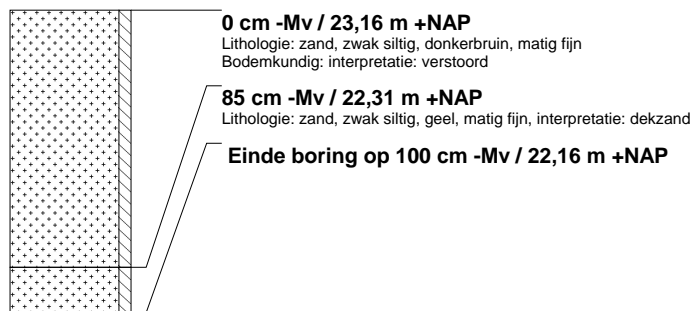 0 cm -Mv / 23,16 m +NAP
Lithologie: zand, zwak siltig, donkerbruin, matig fijn
Bodemkundig: interpretatie: verstoord
85 cm -Mv / 22,31 m +NAP
Lithologie: zand, zwak siltig, geel, matig fijn, interpretatie: dekzand
Einde boring op 100 cm -Mv / 22,16 m +NAP